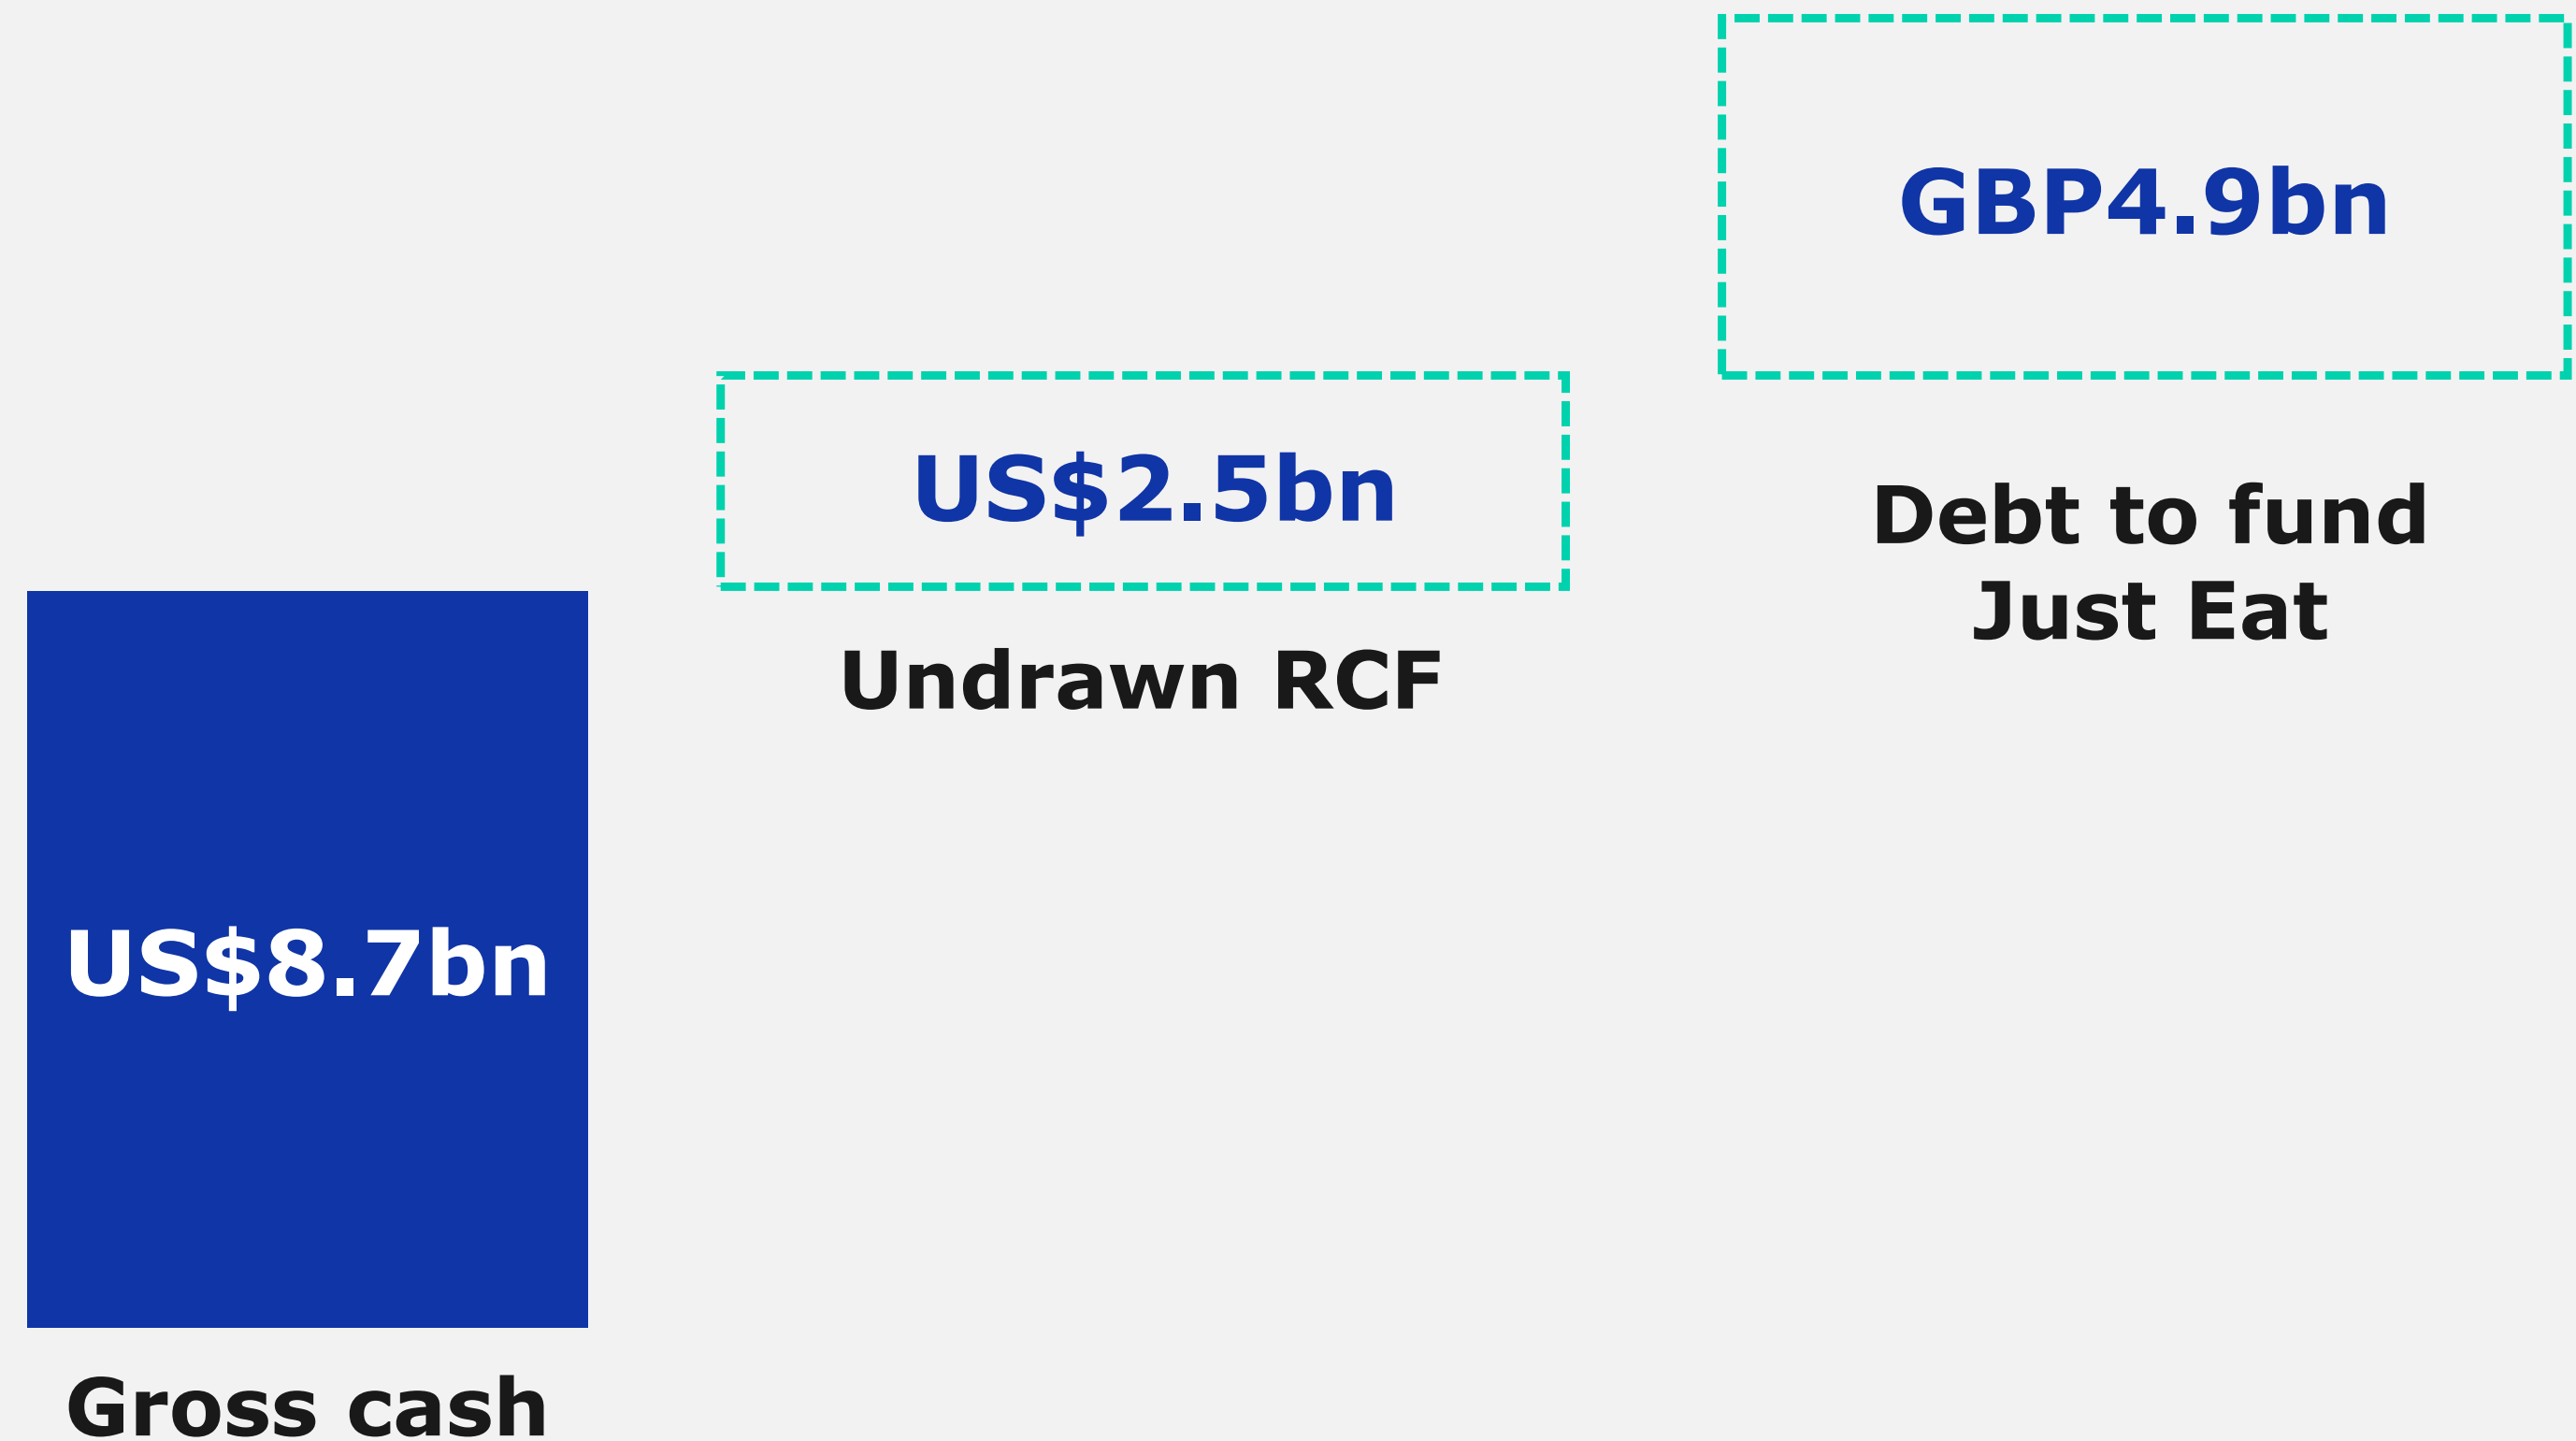 US$8.7bn
Gross cash
US$2.5bn
Undrawn RCF
GBP4.9bn
Debt to fund
Just Eat